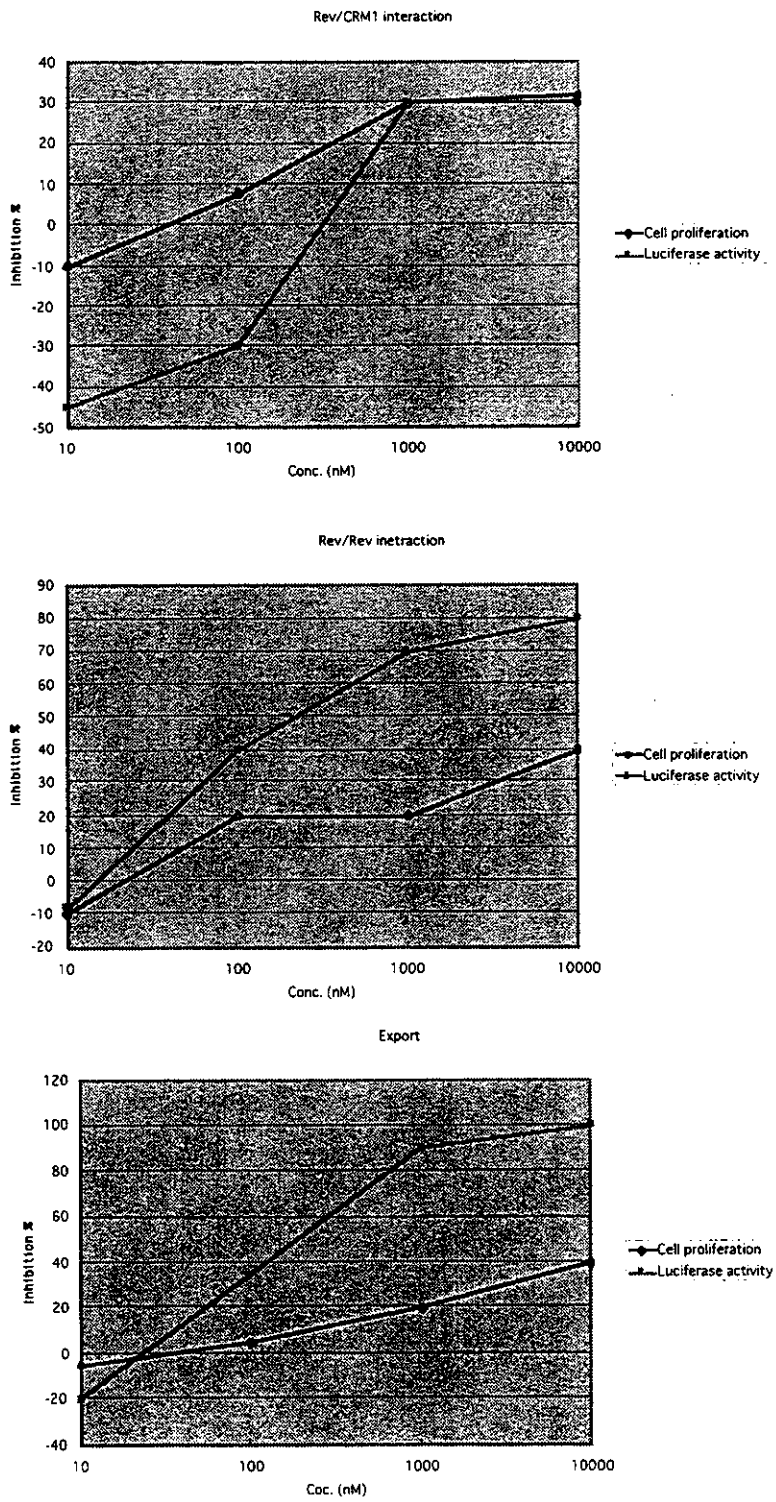 Rev/CRM1 interaction
40
30
20
10
0
-10
-20
-30
-40
-50
Inhibition %
10 100 1000 10000
Conc. (nM)
Cell proliferation
Luciferase activity
Rev/Rev inetraction
90
80
70
60
50
40
30
20
10
0
-10
-20
Inhibition %
10 100 1000 10000
Conc. (nM)
Cell proliferation
Luciferase activity
Export
120
100
80
60
40
20
0
-20
-40
Inhibition %
10 100 1000 10000
Coc. (nM)
Cell proliferation
Luciferase activity